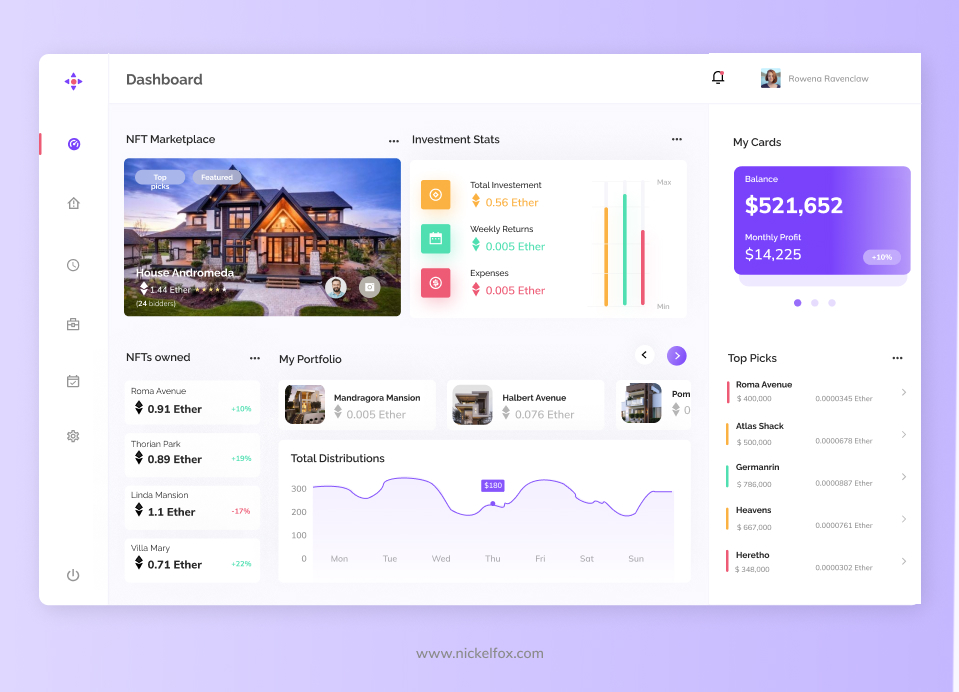 Dashboard
Rowena Ravenclaw
NFT Marketplace
Top
picks
Featured
House Andromeda
1.44 Ether
(24 bidders)
Investment Stats
Total Investement
0.56 Ether
Weekly Returns
0.005 Ether
Expenses
0.005 Ether
Max
Min
My Cards
Balance
$521,652
Monthly Profit
$14,225
+10%
NFTs owned
Roma Avenue
0.91 Ether
+10%
Thorian Park
0.89 Ether
+19%
Linda Mansion
1.1 Ether
-17%
Villa Mary
0.71 Ether
+22%
My Portfolio
Mandragora Mansion
0.005 Ether
Halbert Avenue
0.076 Ether
Pom
0
Total Distributions
$180
300
200
100
0
Mon Tue Wed Thu Fri Sat Sun
Top Picks
Roma Avenue
$ 400,000
0.0000345 Ether
Atlas Shack
$ 500,000
0.0000678 Ether
Germanrin
$ 786,000
0.0000887 Ether
Heavens
$ 667,000
0.0000761 Ether
Heretho
$ 348,000
0.0000302 Ether
www.nickelfox.com